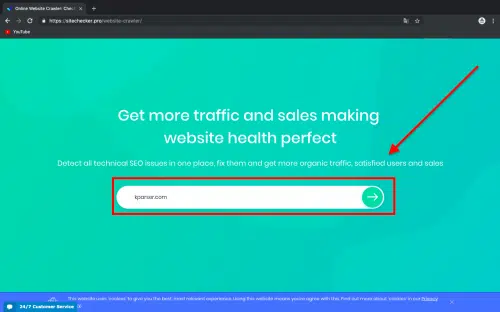 Online Website Crawler: Check
https://sitechecker.pro/website-crawler/
YouTube
Get more traffic and sales making
website health perfect
Detect all technical SEO issues in one place, fix them and get more organic traffic, satisfied users and sales
kparser.com
This website uses 'cookies' to give you the best, most relevant experience. Using this website means you're agree with this. Find out more about 'cookies' in our Privacy
24/7 Customer Service